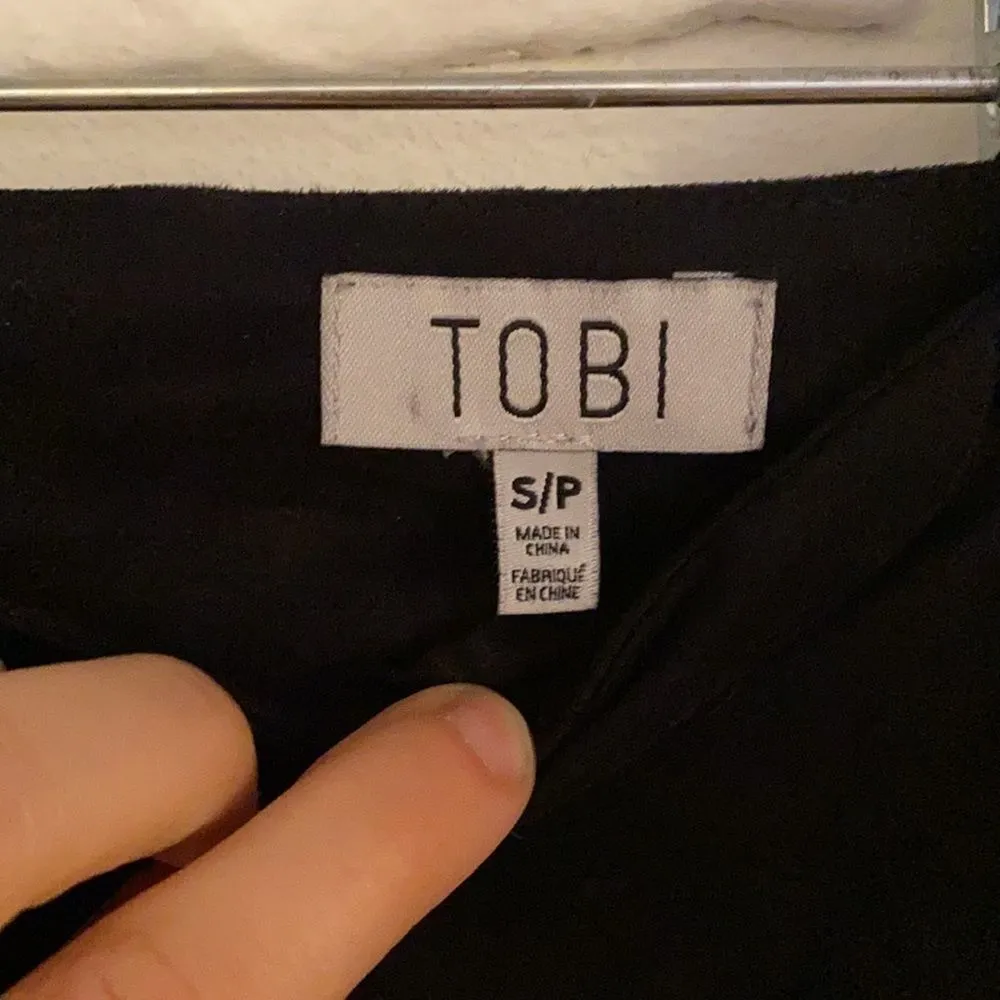 TOBI
S/P
MADE IN
CHINA
FABRIQUÉ
EN CHINE